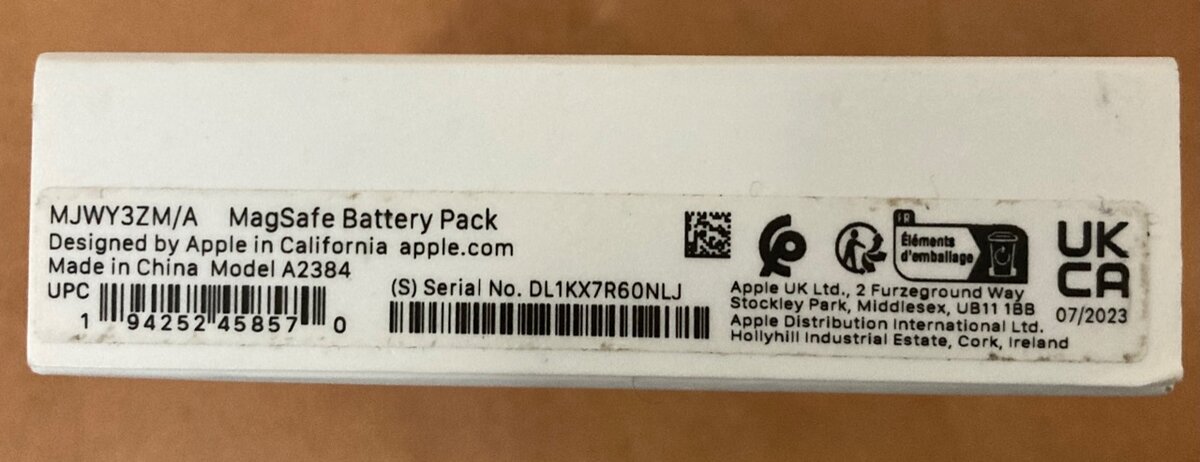 MJWY3ZM/A MagSafe Battery Pack
Designed by Apple in California apple.com
Made in China Model A2384
UPC
1 94252 45857 0
(S) Serial No. DL1KX7R60NLJ
FR
Éléments
d'emballage
Apple UK Ltd., 2 Furzeground Way
Stockley Park, Middlesex, UB11 1BB
Apple Distribution International Ltd.
Hollyhill Industrial Estate, Cork, Ireland
UK
CA
07/2023